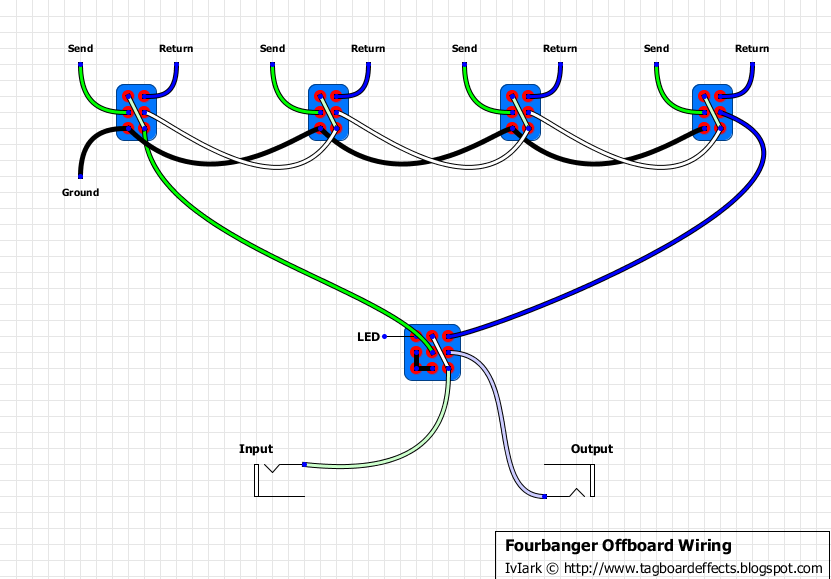 Send Return Send Return Send Return Send Return
Ground
LED
Input Output
Fourbanger Offboard Wiring
IvIark © http://www.tagboardeffects.blogspot.com